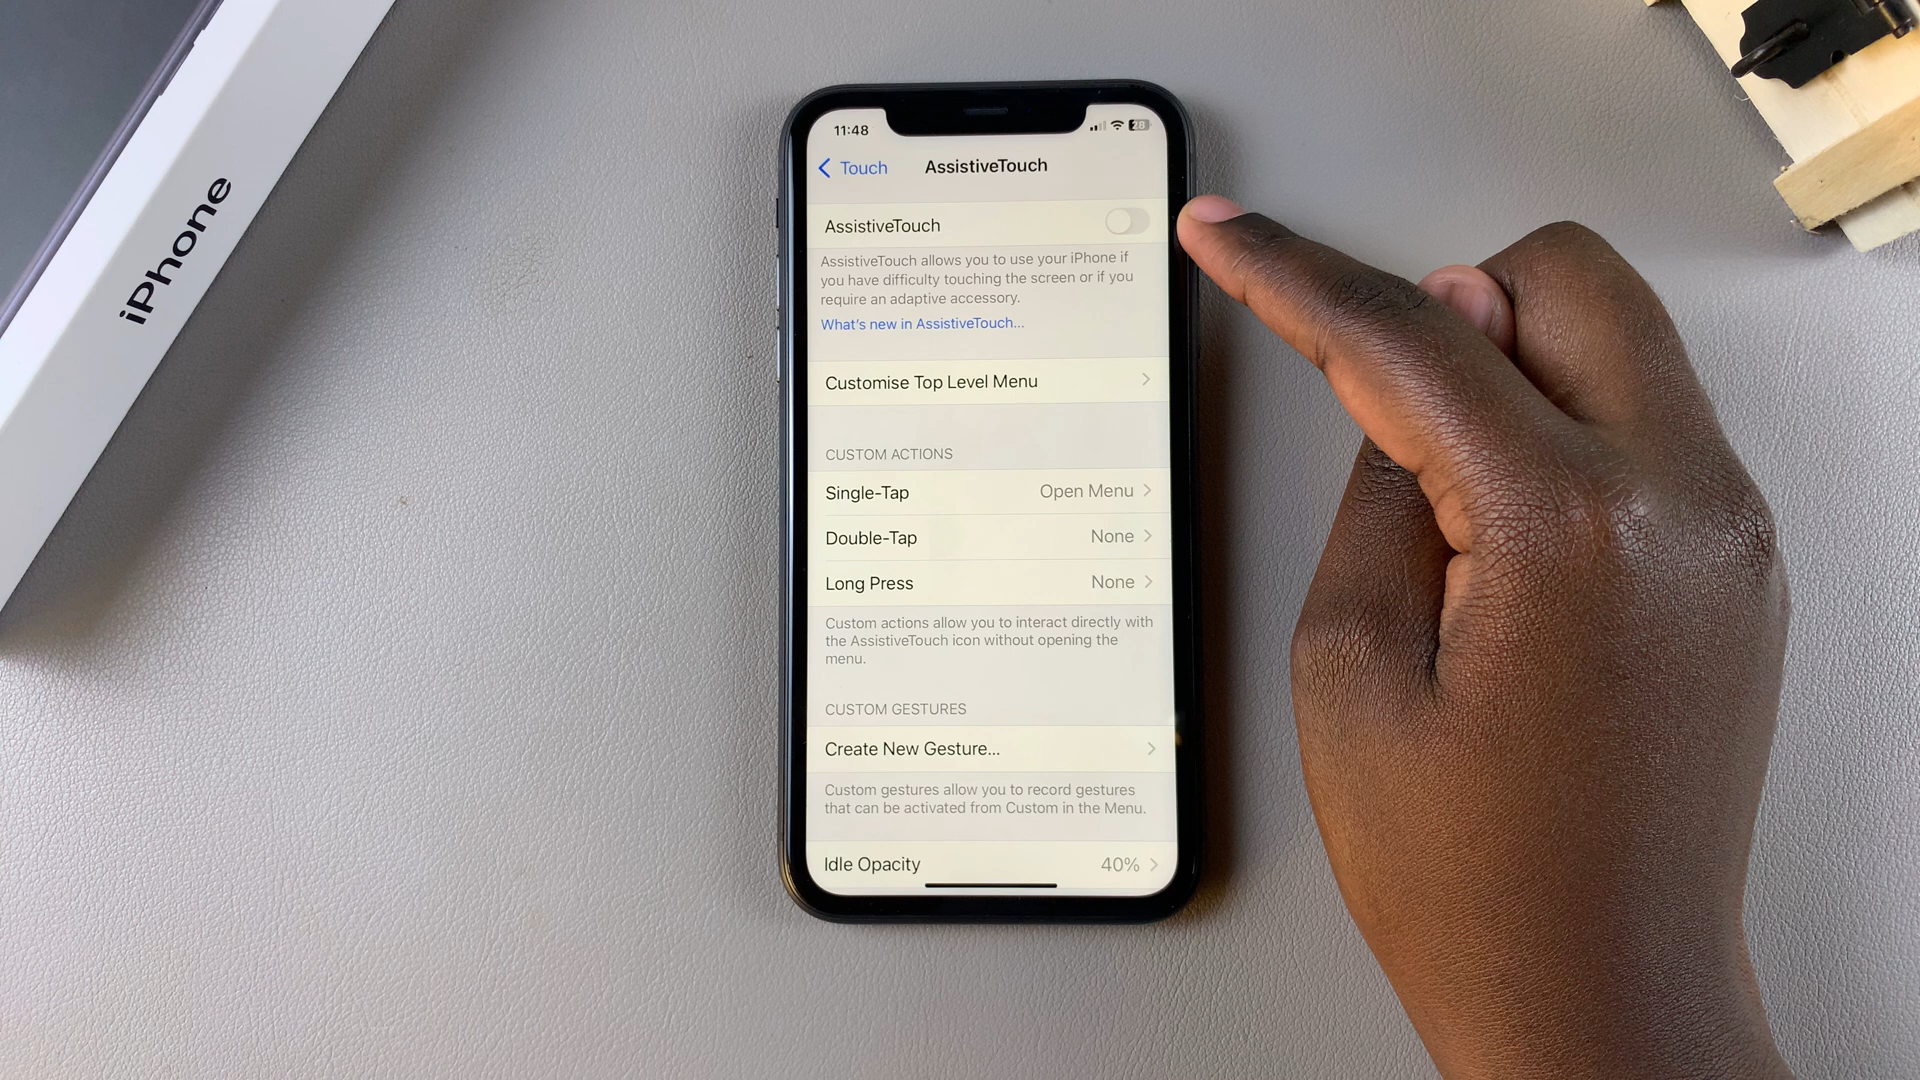 iPhone
11:48
28
Touch
AssistiveTouch
AssistiveTouch
AssistiveTouch allows you to use your iPhone if
you have difficulty touching the screen or if you
require an adaptive accessory.
What's new in AssistiveTouch...
Customise Top Level Menu
CUSTOM ACTIONS
Single-Tap Open Menu
Double-Tap None
Long Press None
Custom actions allow you to interact directly with
the AssistiveTouch icon without opening the
menu.
CUSTOM GESTURES
Create New Gesture...
Custom gestures allow you to record gestures
that can be activated from Custom in the Menu.
Idle Opacity 40%